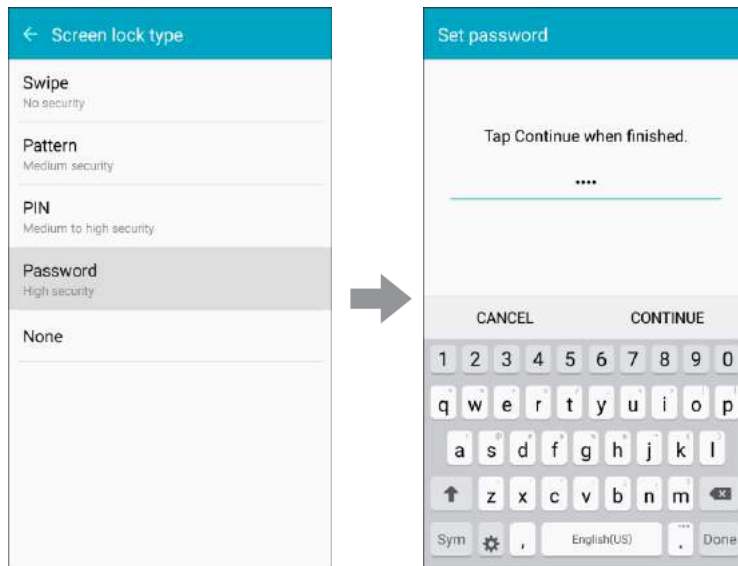 Screen lock type
Swipe
No security
Pattern
Medium security
PIN
Medium to high security
Password
High security
None
Set password
Tap Continue when finished.
••••
CANCEL CONTINUE
1 2 3 4 5 6 7 8 9 0
q w e r t y u i o p
a s d f g h j k l
z x c v b n m
Sym , English(US) . Done